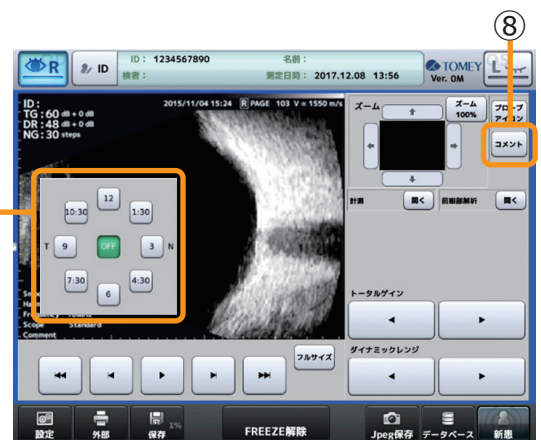 ⑧
R
ID
ID： 1234567890
名前：
検者：
測定日時： 2017.12.08 13:56
TOMEY
Ver. 0M
L
ID:
2015/11/04 15:24 R PAGE 103 V = 1550 m/s
TG : 60 dB + 0 dB
DR : 48 dB + 0 dB
NG : 30 steps
ズーム
ズーム
100%
プローブ
アイコン
コメント
12
10:30
1:30
T
9
OFF
3
N
7:30
4:30
6
計測
開く
前眼部解析
開く
Scope Standard
Comment
トータルゲイン
ダイナミックレンジ
フルサイズ
設定
外部
保存
1%
FREEZE解除
Jpeg保存
データベース
新患